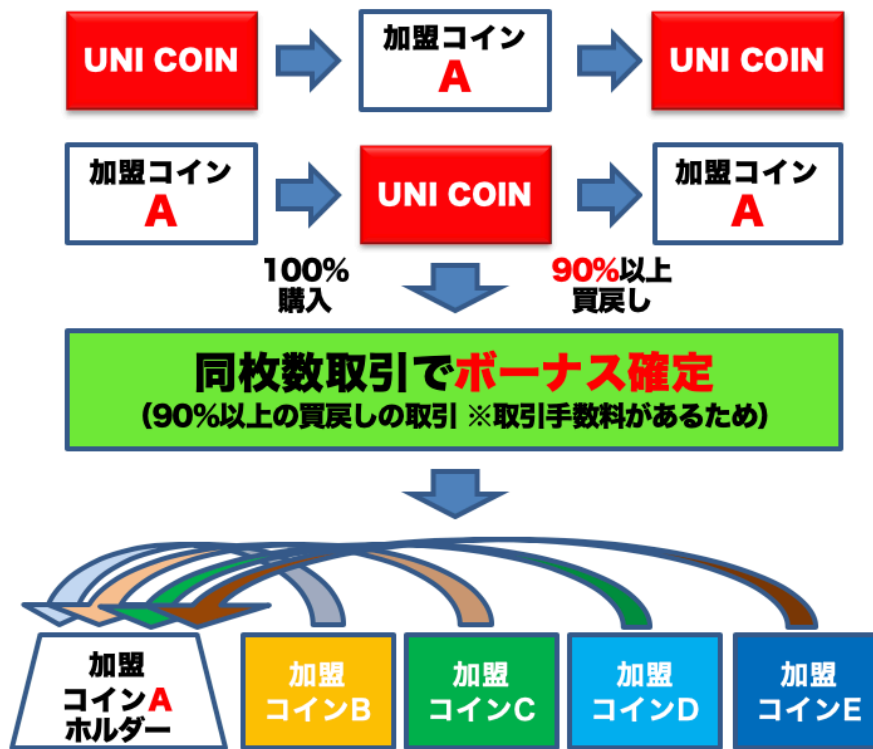 UNI COIN
加盟コイン
A
UNI COIN
加盟コイン
A
UNI COIN
加盟コイン
A
100%
購入
90%以上
買戻し
同枚数取引でボーナス確定
（90%以上の買戻しの取引 ※取引手数料があるため）
加盟
コインA
ホルダー
加盟
コインB
加盟
コインC
加盟
コインD
加盟
コインE